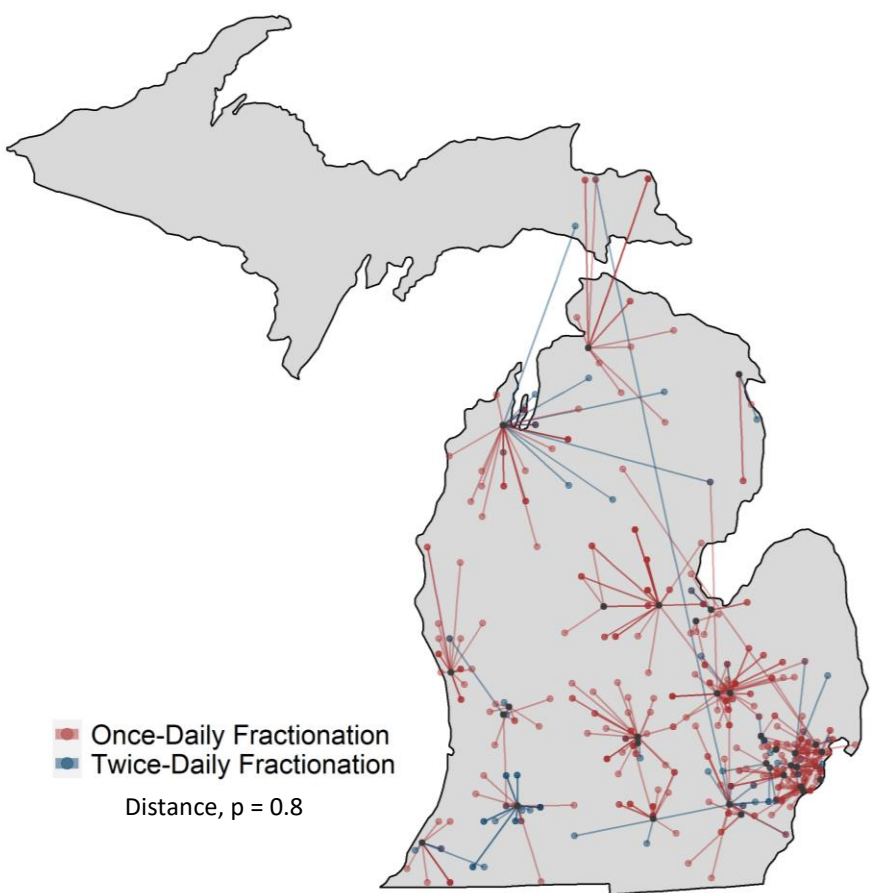 Once-Daily Fractionation
Twice-Daily Fractionation
Distance, p = 0.8